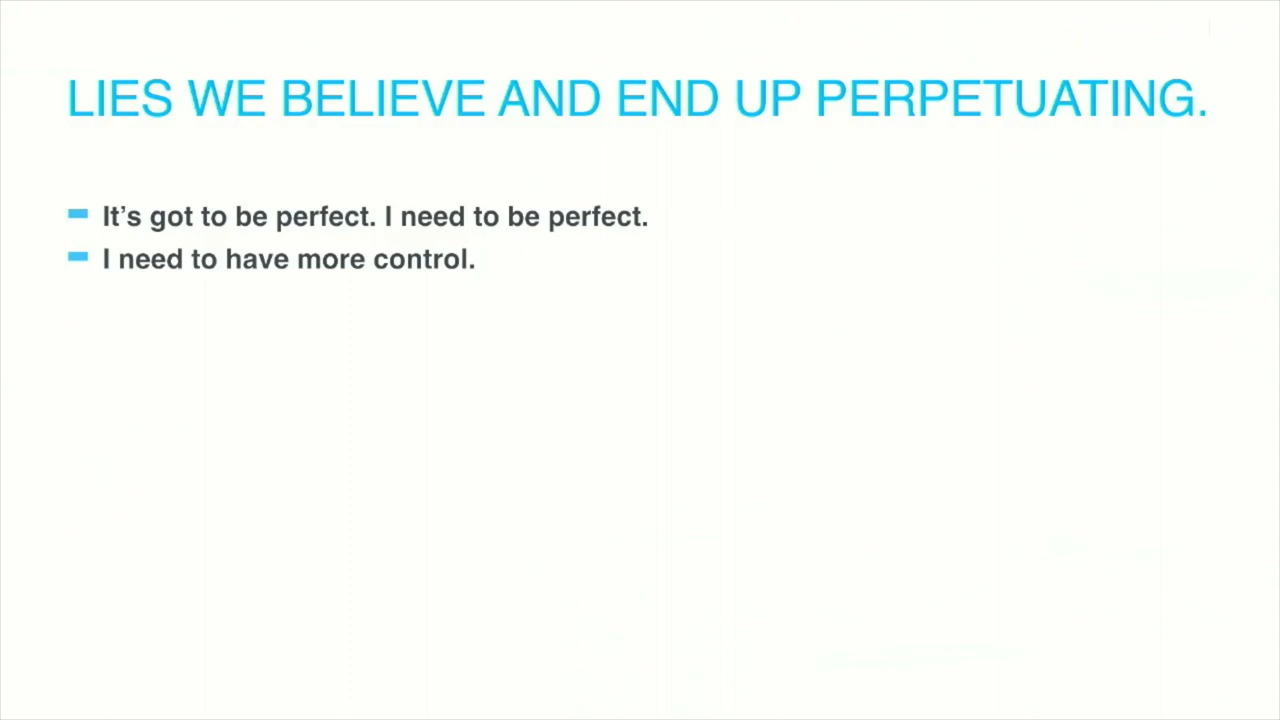 LIES WE BELIEVE AND END UP PERPETUATING.
It’s got to be perfect. I need to be perfect.
I need to have more control.